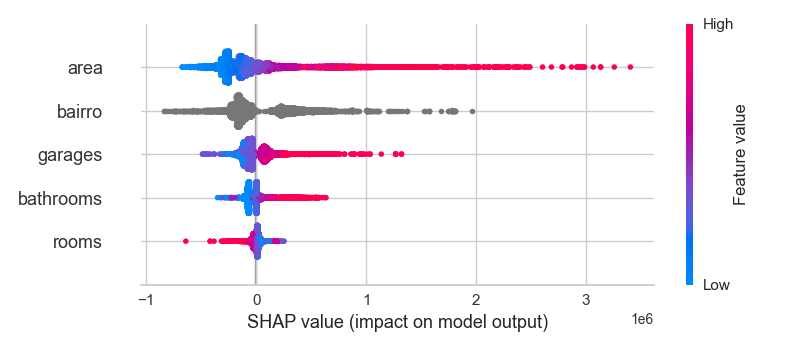 High
area
bairro
garages
bathrooms
rooms
Feature value
Low
−1 0 1 2 3
SHAP value (impact on model output) 1e6